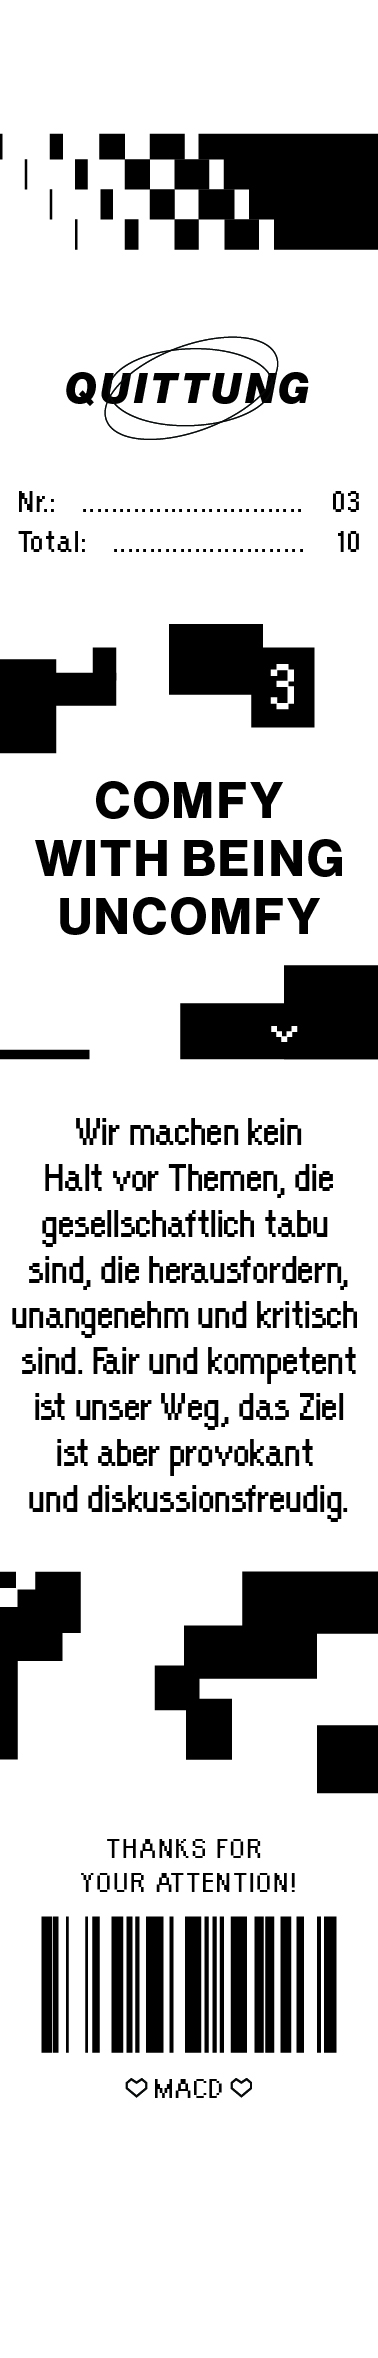 QUITTUNG
Nr.: .............................. 03
Total: .......................... 10
3
COMFY
WITH BEING
UNCOMFY
Wir machen kein
Halt vor Themen, die
gesellschaftlich tabu
sind, die herausfordern,
unangenehm und kritisch
sind. Fair und kompetent
ist unser Weg, das Ziel
ist aber provokant
und diskussionsfreudig.
THANKS FOR
YOUR ATTENTION!
♡ MACD ♡